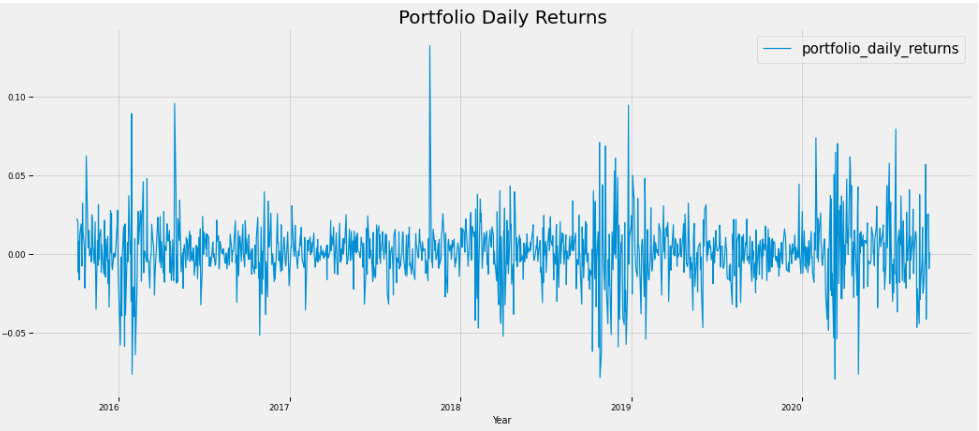 Portfolio Daily Returns
portfolio_daily_returns
0.10
0.05
0.00
−0.05
2016 2017 2018 2019 2020
Year